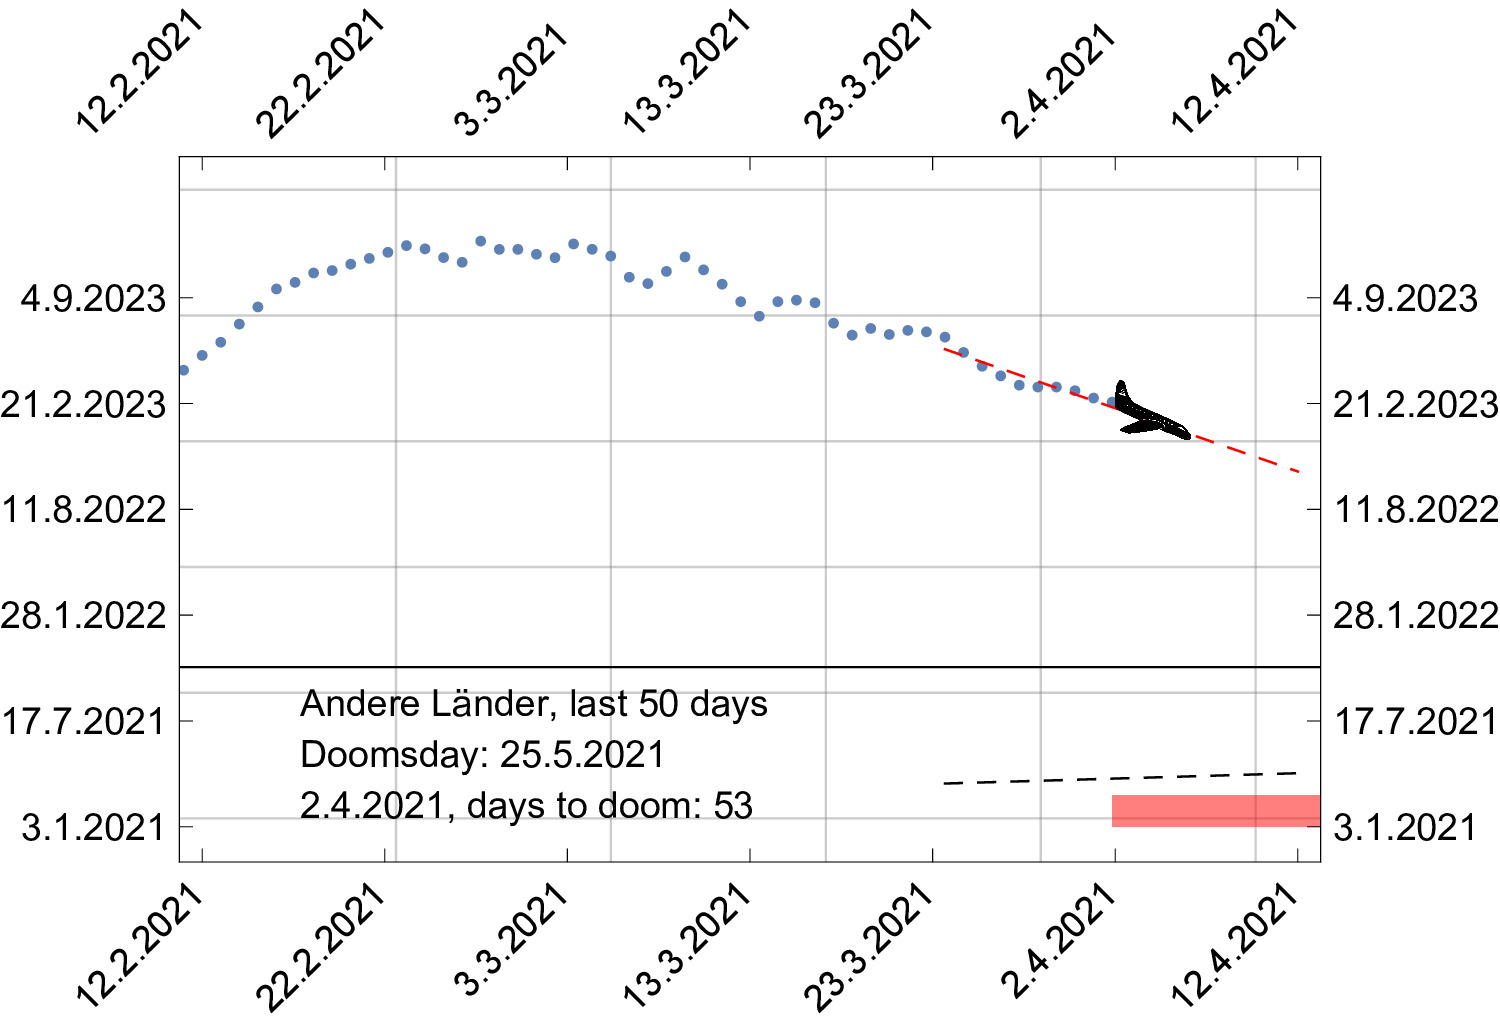 12.2.2021 22.2.2021 3.3.2021 13.3.2021 23.3.2021 2.4.2021 12.4.2021
4.9.2023 4.9.2023
21.2.2023 21.2.2023
11.8.2022 11.8.2022
28.1.2022 28.1.2022
17.7.2021 17.7.2021
3.1.2021 3.1.2021
Andere Länder, last 50 days
Doomsday: 25.5.2021
2.4.2021, days to doom: 53
12.2.2021 22.2.2021 3.3.2021 13.3.2021 23.3.2021 2.4.2021 12.4.2021